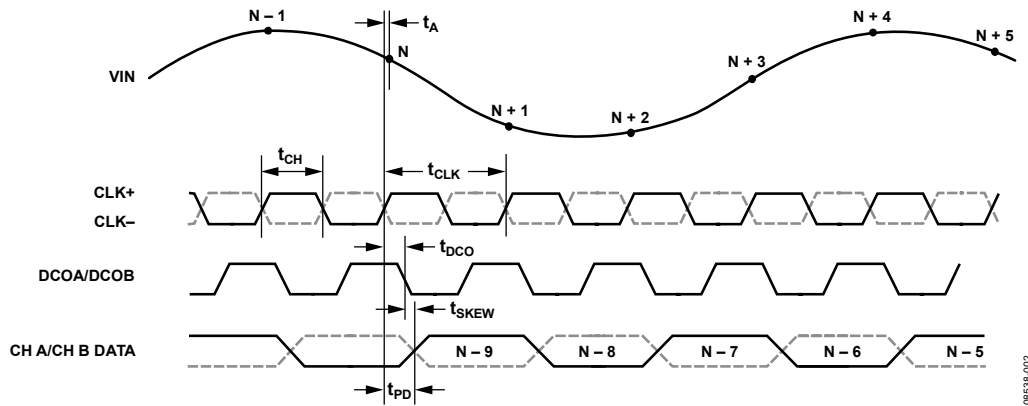 N – 1
tA
N + 4
N
N + 5
VIN
N + 3
N + 1
N + 2
tCH
tCLK
CLK+
CLK–
tDCO
DCOA/DCOB
tSKEW
CH A/CH B DATA
N – 9
N – 8
N – 7
N – 6
N – 5
tPD
08538-002